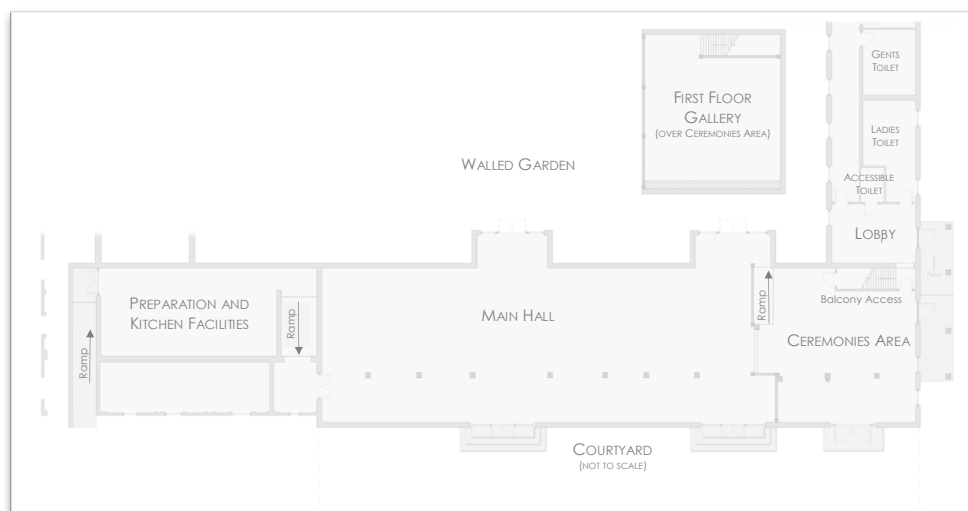 GENTS
TOILET
FIRST FLOOR
GALLERY
(OVER CEREMONIES AREA)
LADIES
TOILET
WALLED GARDEN
ACCESSIBLE
TOILET
LOBBY
PREPARATION AND
KITCHEN FACILITIES
Ramp
Ramp
MAIN HALL
Ramp
Balcony Access
CEREMONIES AREA
COURTYARD
(NOT TO SCALE)